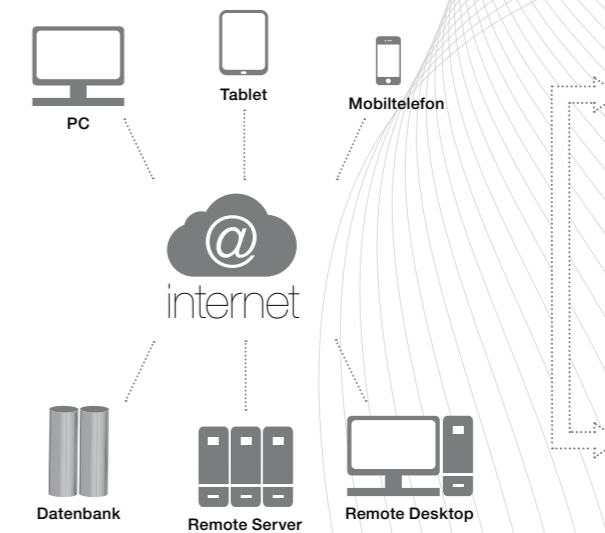 PC
Tablet
Mobiltelefon
@
internet
Datenbank
Remote Server
Remote Desktop